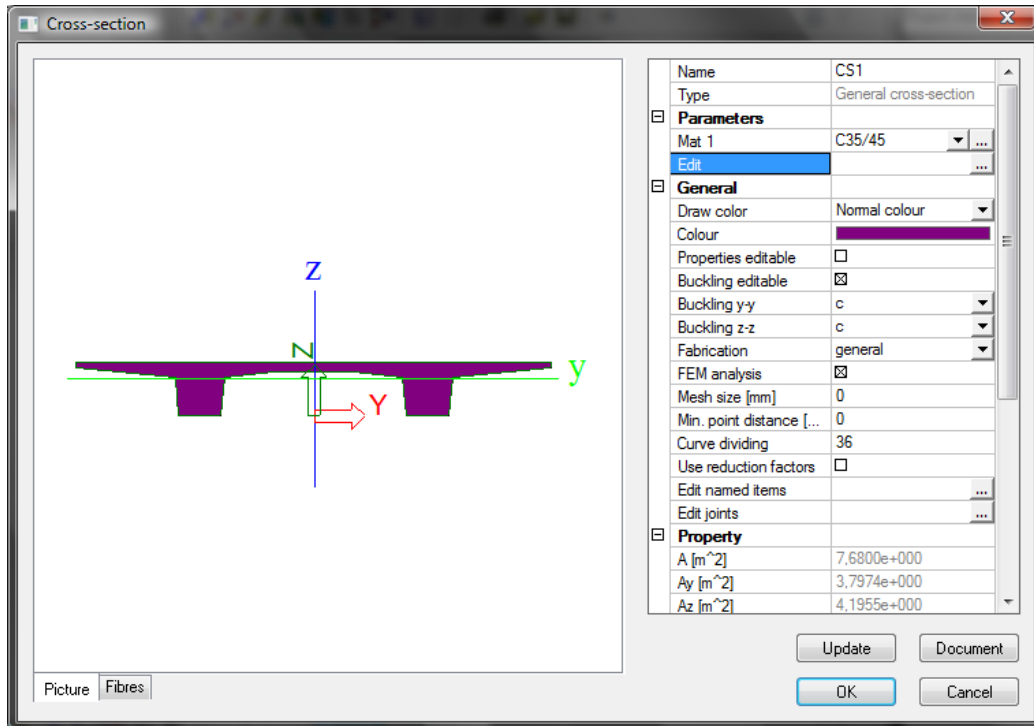 Cross-section
z
N
y
Y
Picture
Fibres
Name CS1
Type General cross-section
Parameters
Mat 1 C35/45 ...
Edit ...
General
Draw color Normal colour
Colour
Properties editable
Buckling editable
Buckling y-y c
Buckling z-z c
Fabrication general
FEM analysis
Mesh size [mm] 0
Min. point distance [... 0
Curve dividing 36
Use reduction factors
Edit named items ...
Edit joints ...
Property
A [m^2] 7,6800e+000
Ay [m^2] 3,7974e+000
Az [m^2] 4,1955e+000
Update
Document
OK
Cancel